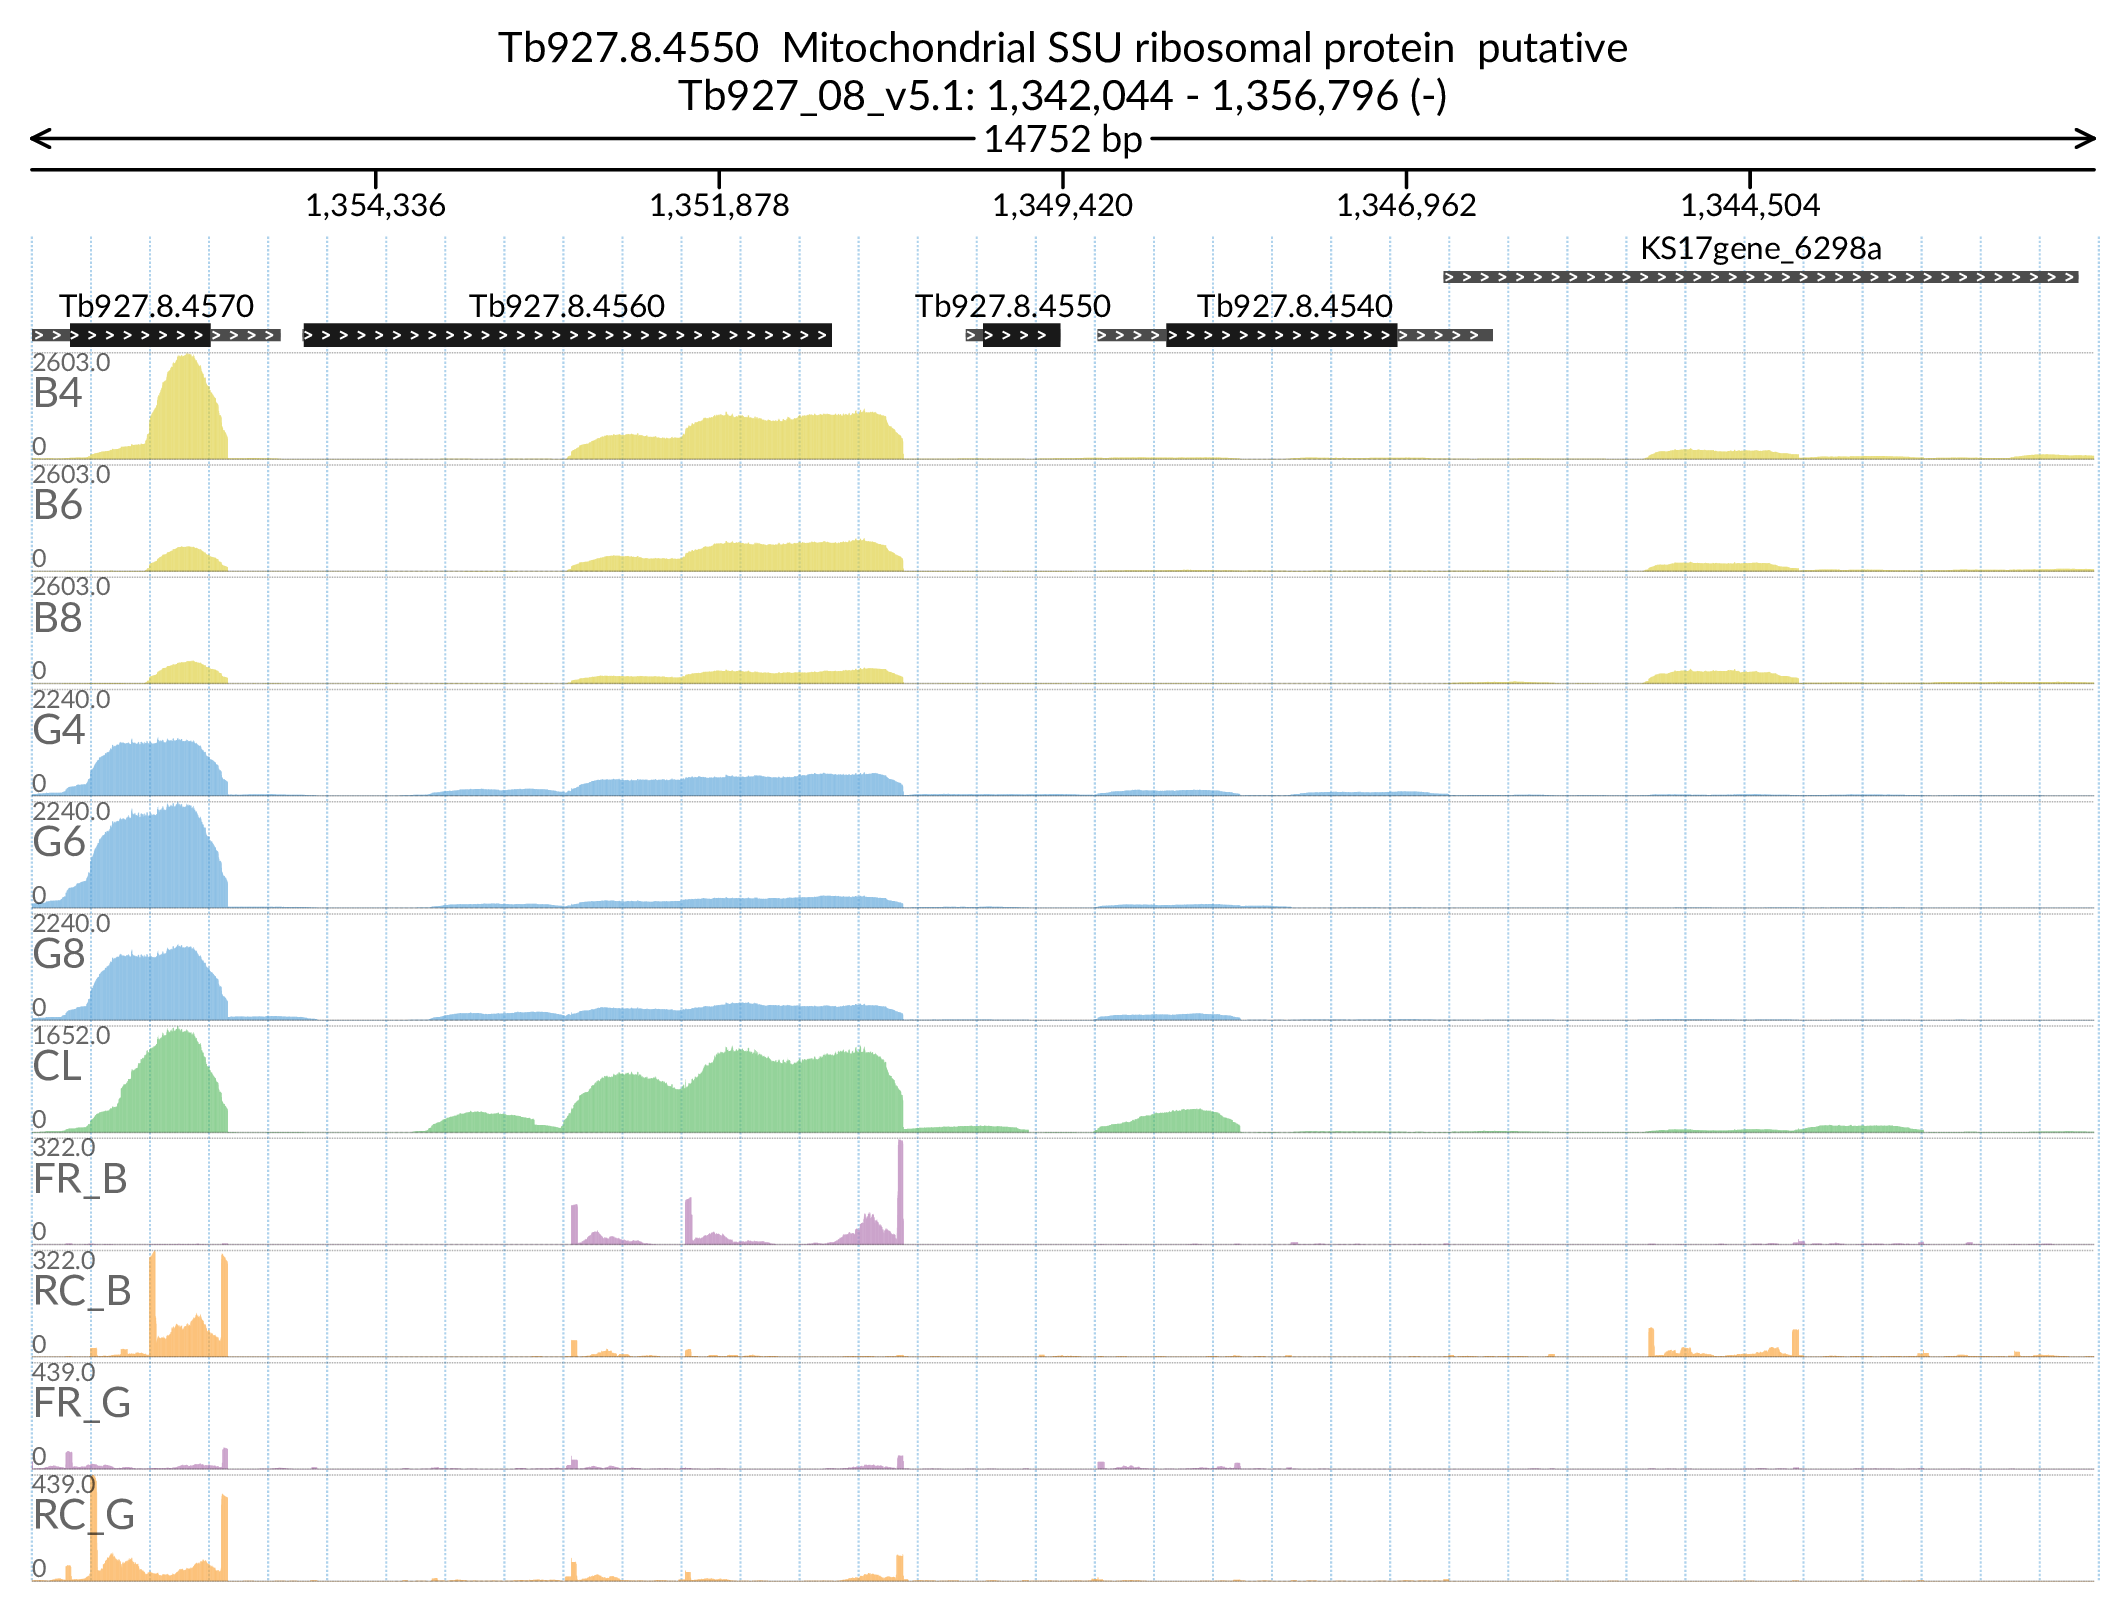 Tb927.8.4550  Mitochondrial SSU ribosomal protein  putative
Tb927_08_v5.1: 1,342,044 - 1,356,796 (-)
14752 bp
1,354,336 1,351,878 1,349,420 1,346,962 1,344,504
KS17gene_6298a
Tb927.8.4570 Tb927.8.4560 Tb927.8.4550 Tb927.8.4540
2603.0
B4
0
2603.0
B6
0
2603.0
B8
0
2240.0
G4
0
2240.0
G6
0
2240.0
G8
0
1652.0
CL
0
322.0
FR_B
0
322.0
RC_B
0
439.0
FR_G
0
439.0
RC_G
0